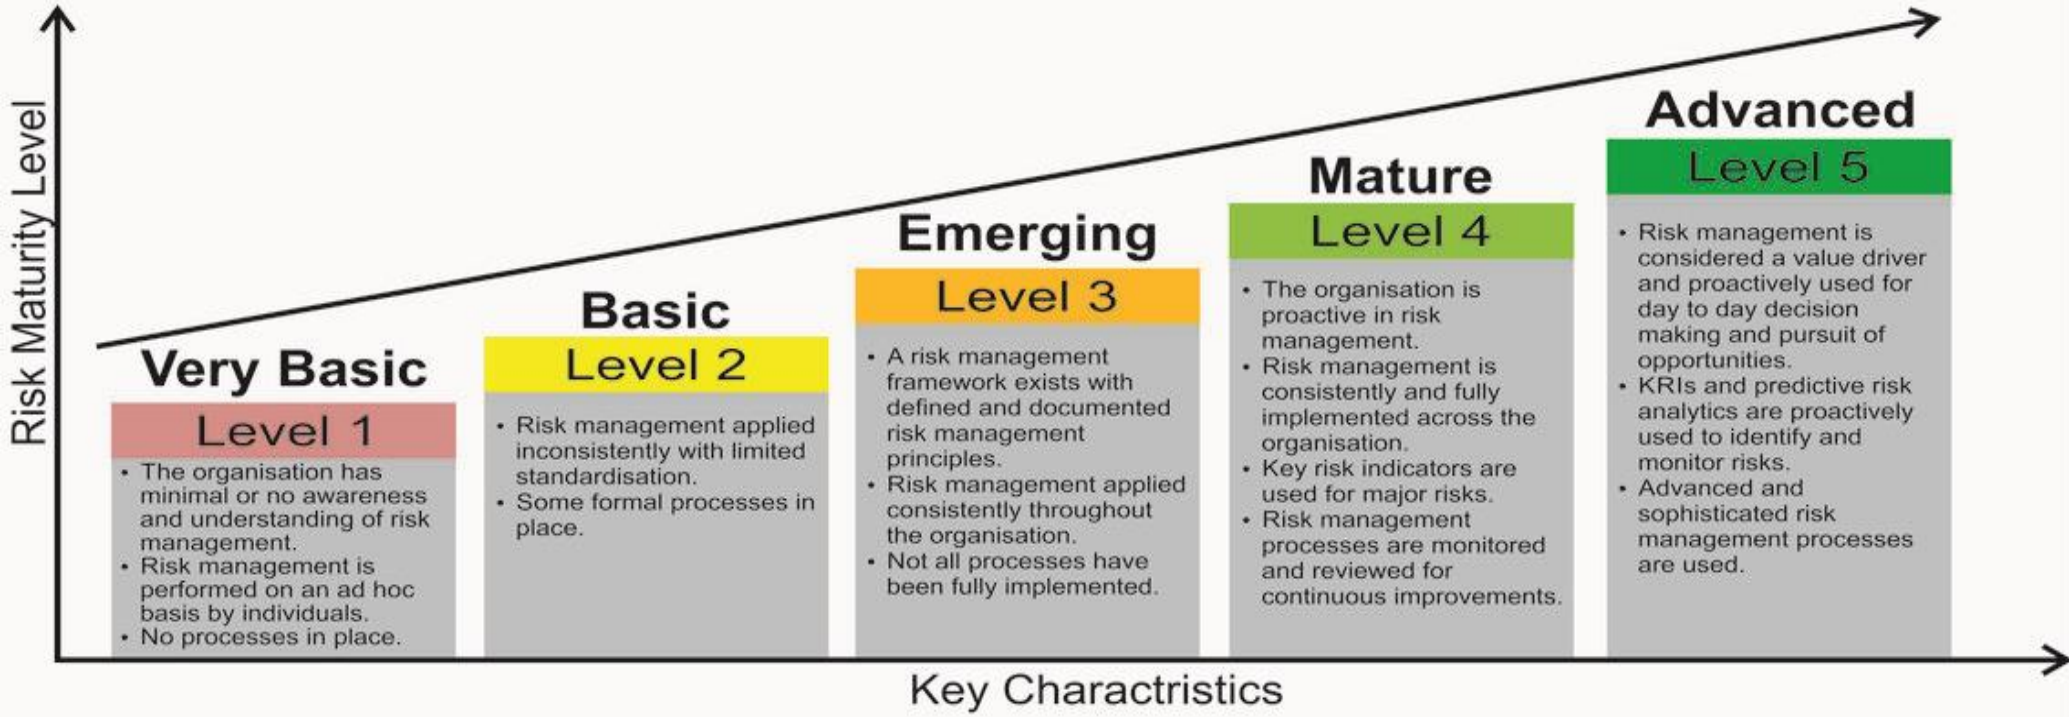 Risk Maturity Level
Very Basic
Level 1
• The organisation has
minimal or no awareness
and understanding of risk
management.
• Risk management is
performed on an ad hoc
basis by individuals.
• No processes in place.
Basic
Level 2
• Risk management applied
inconsistently with limited
standardisation.
• Some formal processes in
place.
Emerging
Level 3
• A risk management
framework exists with
defined and documented
risk management
principles.
• Risk management applied
consistently throughout
the organisation.
• Not all processes have
been fully implemented.
Mature
Level 4
• The organisation is
proactive in risk
management.
• Risk management is
consistently and fully
implemented across the
organisation.
• Key risk indicators are
used for major risks.
• Risk management
processes are monitored
and reviewed for
continuous improvements.
Advanced
Level 5
• Risk management is
considered a value driver
and proactively used for
day to day decision
making and pursuit of
opportunities.
• KRIs and predictive risk
analytics are proactively
used to identify and
monitor risks.
• Advanced and
sophisticated risk
management processes
are used.
Key Charactristics